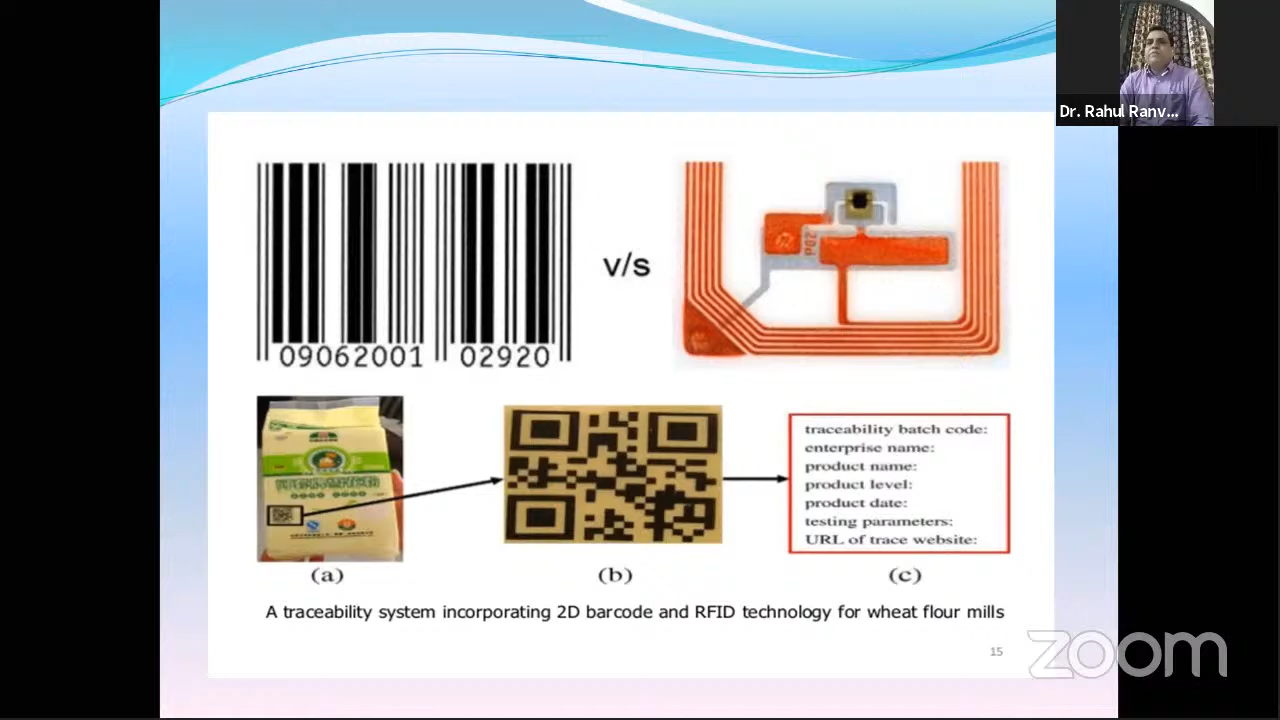 Dr. Rahul Ranv...
09062001 02920
v/s
P02
traceability batch code:
enterprise name:
product name:
product level:
product date:
testing parameters:
URL of trace website:
(a)
(b)
(c)
A traceability system incorporating 2D barcode and RFID technology for wheat flour mills
15
zoom